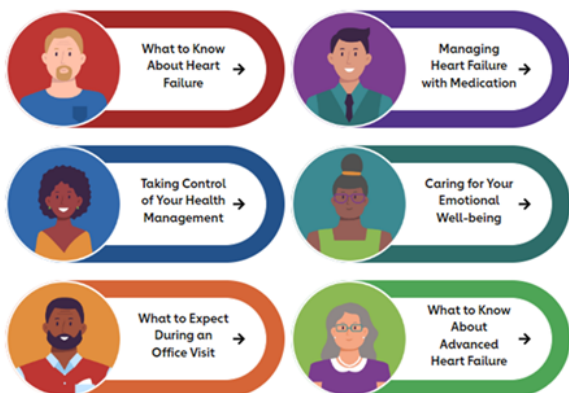 What to Know
About Heart
Failure
Managing
Heart Failure
with Medication
Taking Control
of Your Health
Management
Caring for Your
Emotional
Well-being
What to Expect
During an
Office Visit
What to Know
About
Advanced
Heart Failure